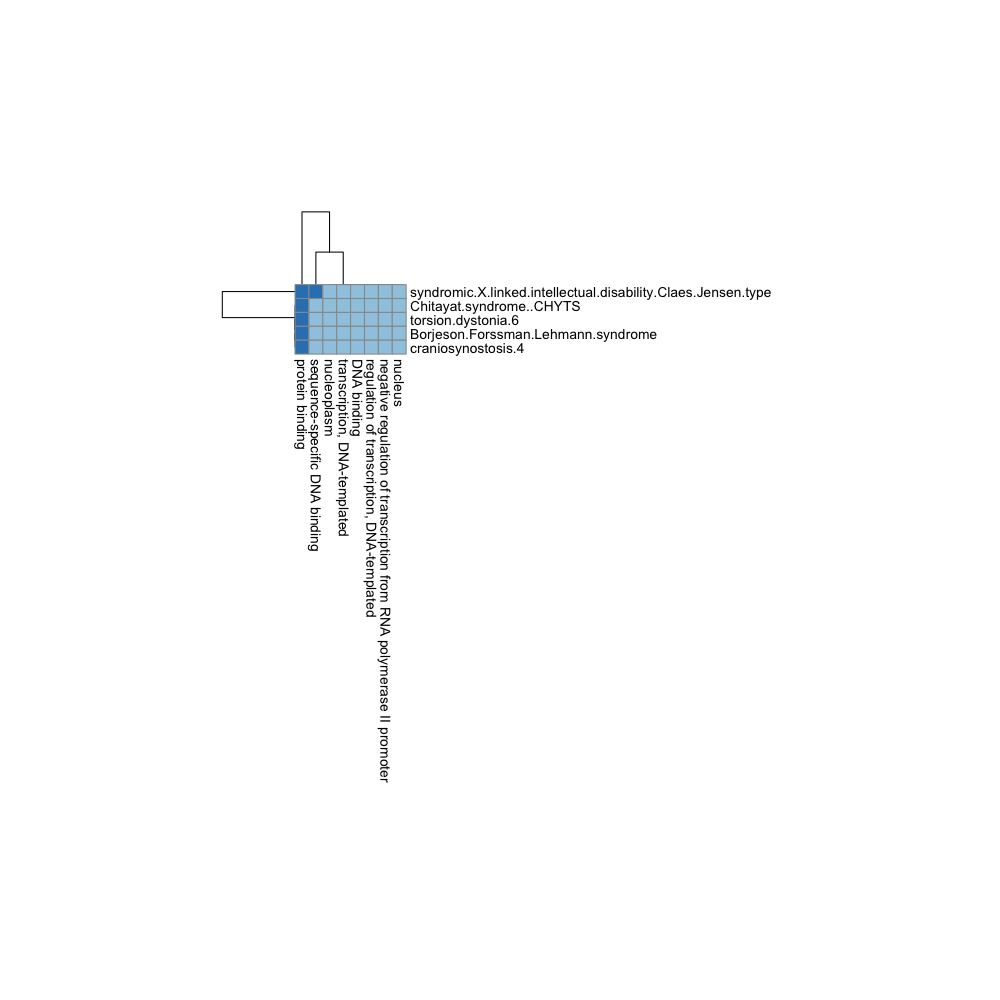 syndromic.X.linked.intellectual.disability.Claes.Jensen.type
Chitayat.syndrome..CHYTS
torsion.dystonia.6
Borjeson.Forssman.Lehmann.syndrome
craniosynostosis.4
protein binding
sequence-specific DNA binding
nucleoplasm
transcription, DNA-templated
DNA binding
regulation of transcription, DNA-templated
negative regulation of transcription from RNA polymerase II promoter
nucleus